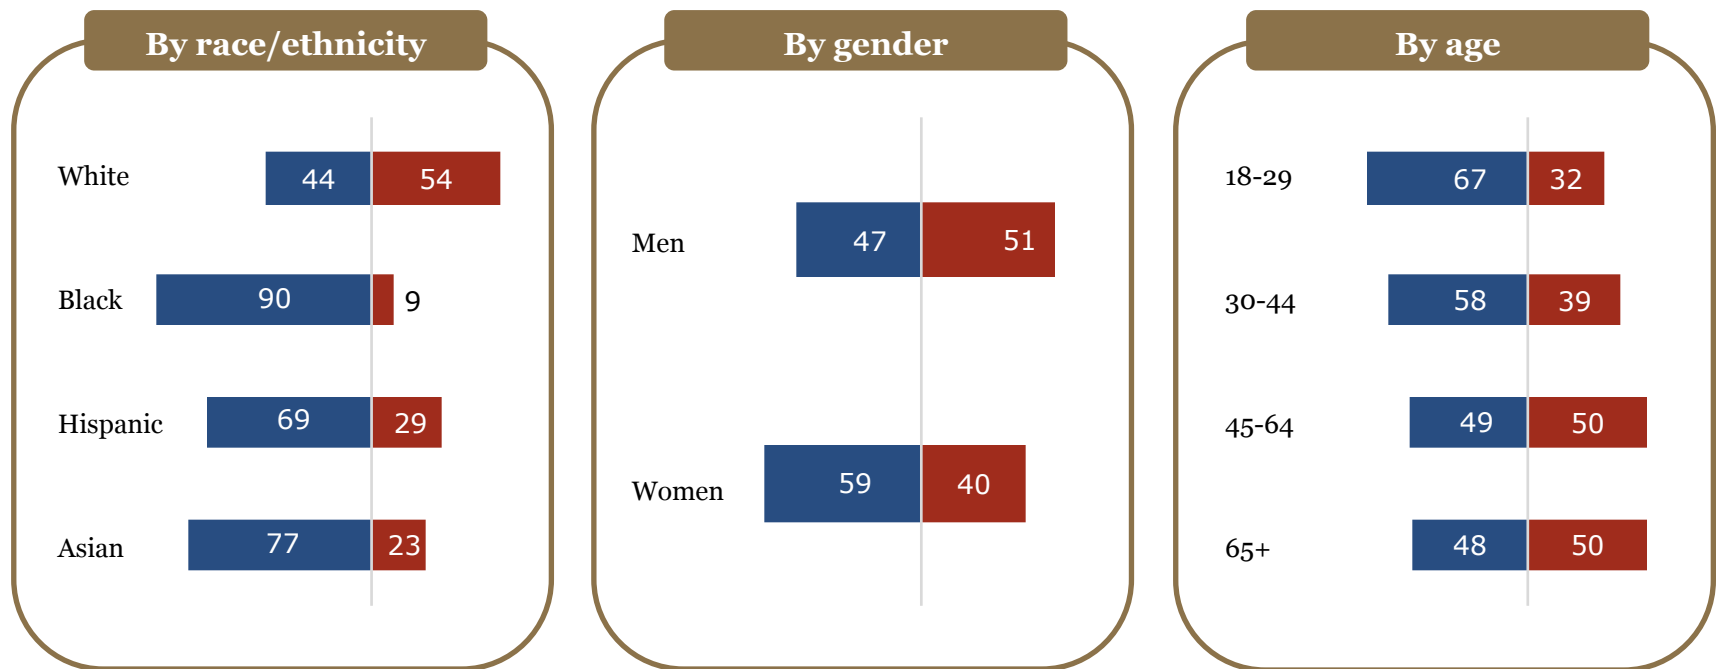 By race/ethnicity
White 44 54
Black 90 9
Hispanic 69 29
Asian 77 23
By gender
Men 47 51
Women 59 40
By age
18-29 67 32
30-44 58 39
45-64 49 50
65+ 48 50